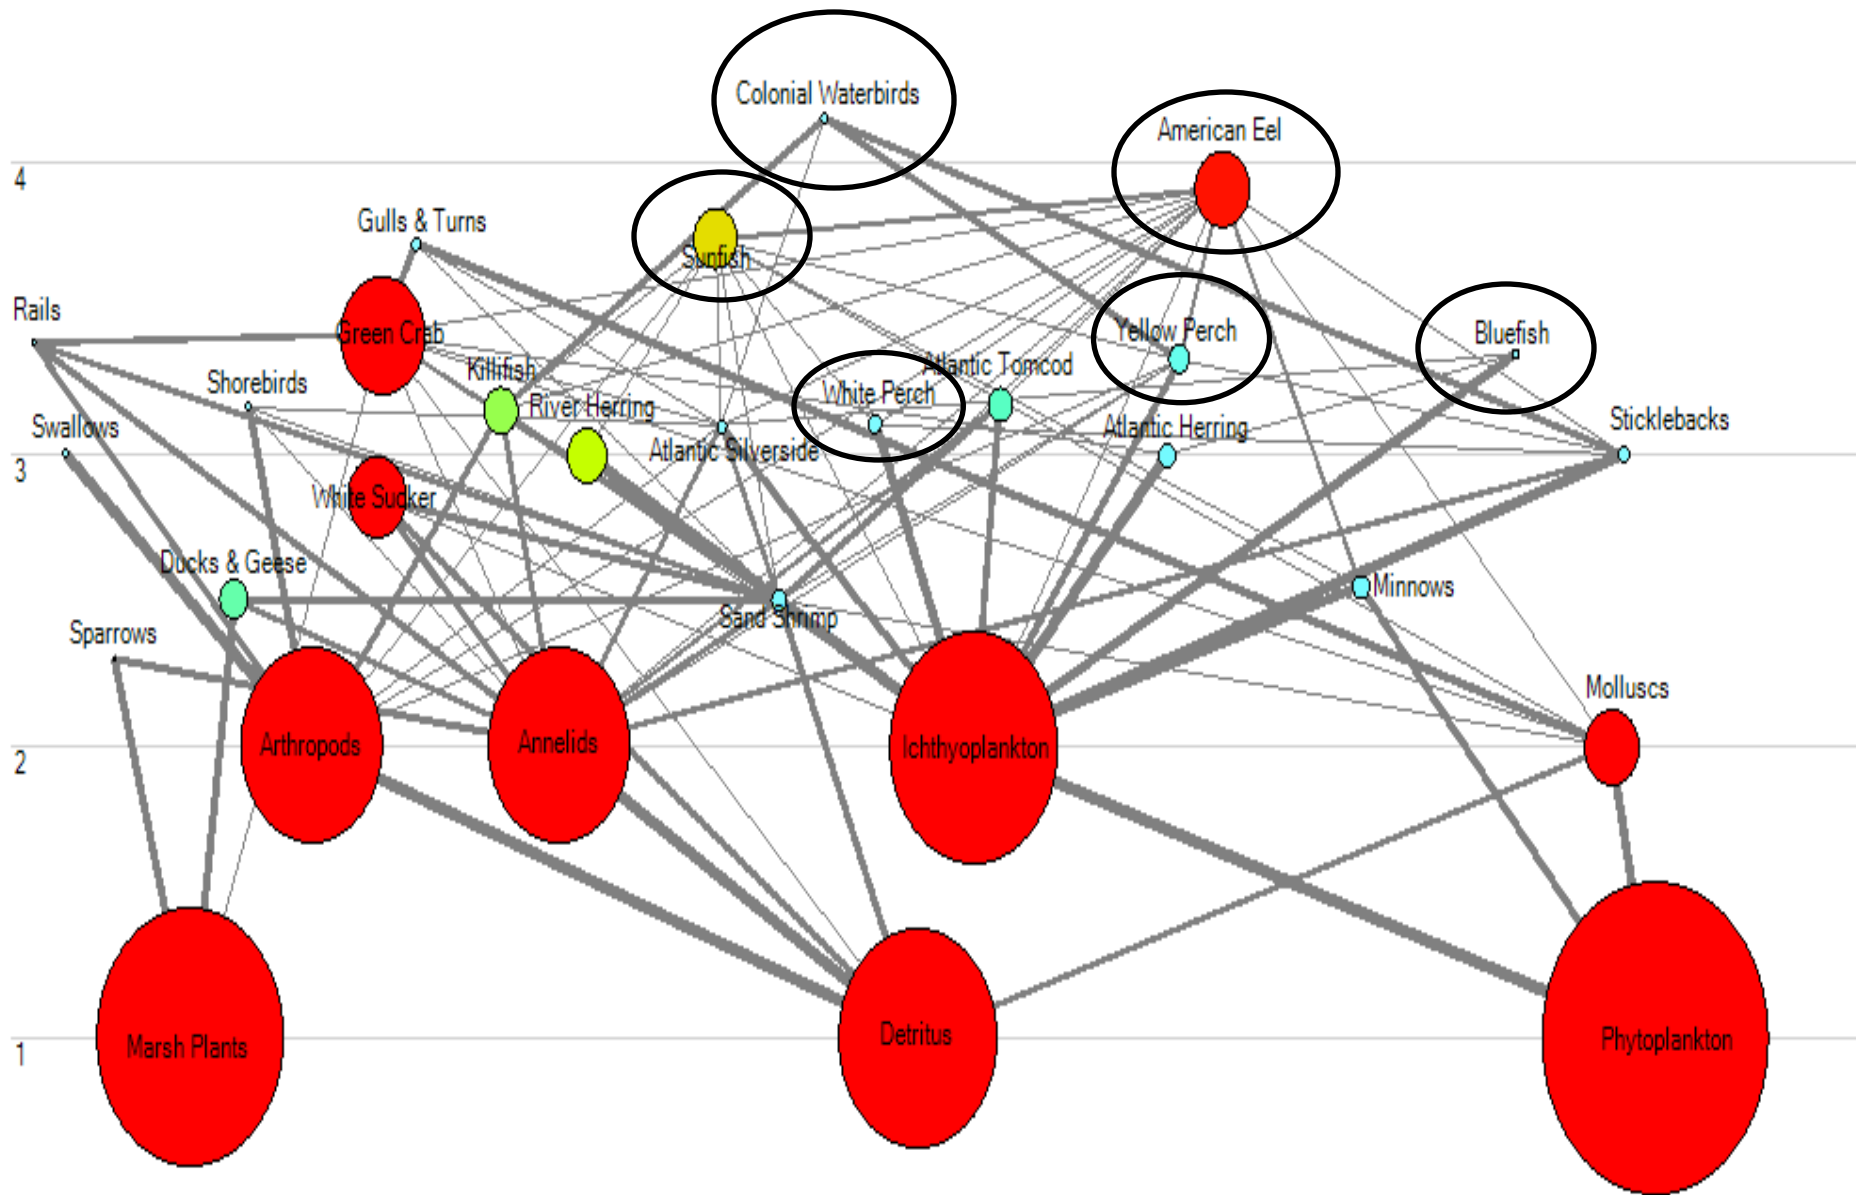 Colonial Waterbirds
American Eel
4
Gulls & Turns
Sunfish
Rails
Green Crab
Yellow Perch
Bluefish
Killifish
Atlantic Tomcod
Shorebirds
White Perch
River Herring
Swallows
Atlantic Herring
Sticklebacks
Atlantic Silverside
3
White Sucker
Ducks & Geese
Minnows
Sand Shrimp
Sparrows
Molluscs
Arthropods
Annelids
Ichthyoplankton
2
Detritus
Phytoplankton
Marsh Plants
1